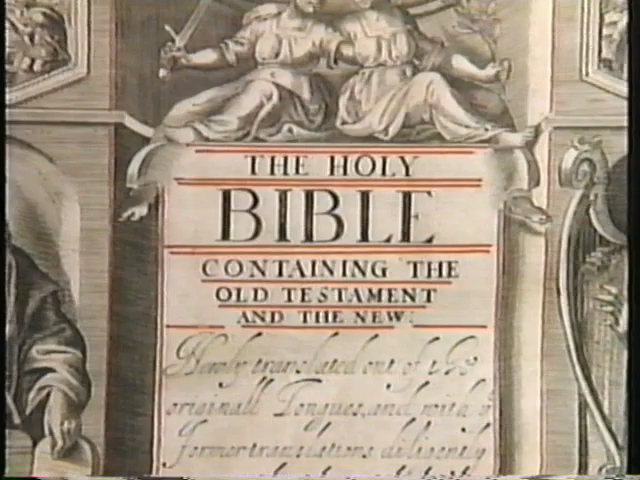 THE HOLY
BIBLE
CONTAINING THE
OLD TESTAMENT
AND THE NEW:
Newly translated out of the
originall Tongues, and with
former translations diligently